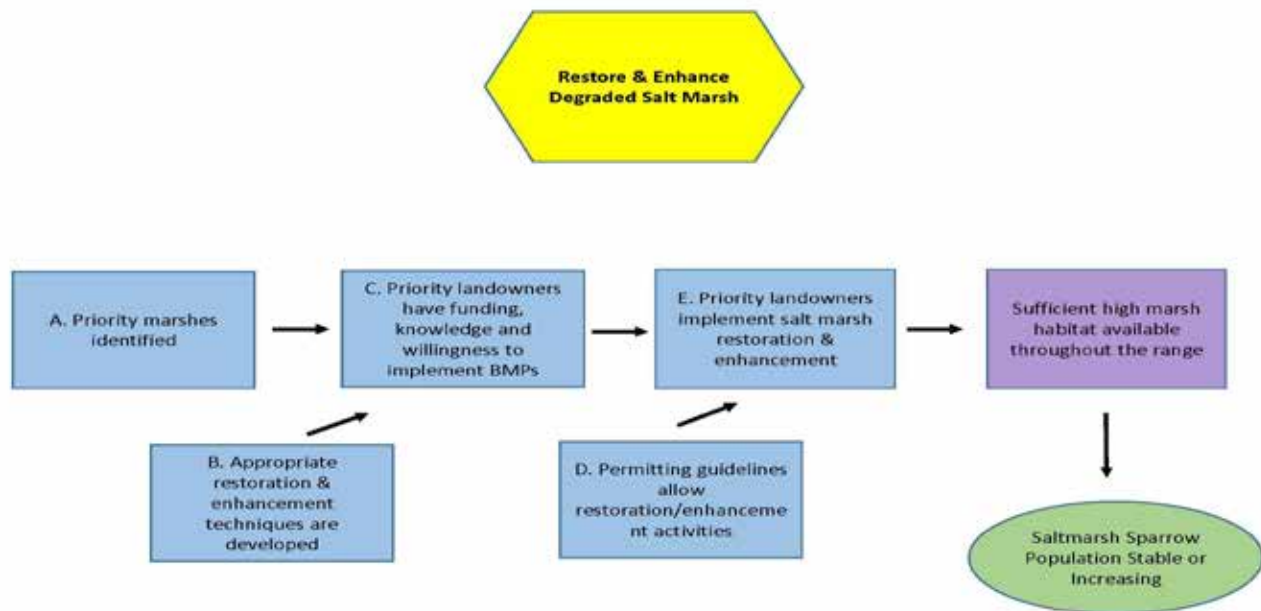 Restore & Enhance
Degraded Salt Marsh
A. Priority marshes
identified
C. Priority landowners
have funding,
knowledge and
willingness to
implement BMPs
E. Priority landowners
implement salt marsh
restoration &
enhancement
Sufficient high marsh
habitat available
throughout the range
B. Appropriate
restoration &
enhancement
techniques are
developed
D. Permitting guidelines
allow
restoration/enhanceme
nt activities
Saltmarsh Sparrow
Population Stable or
Increasing